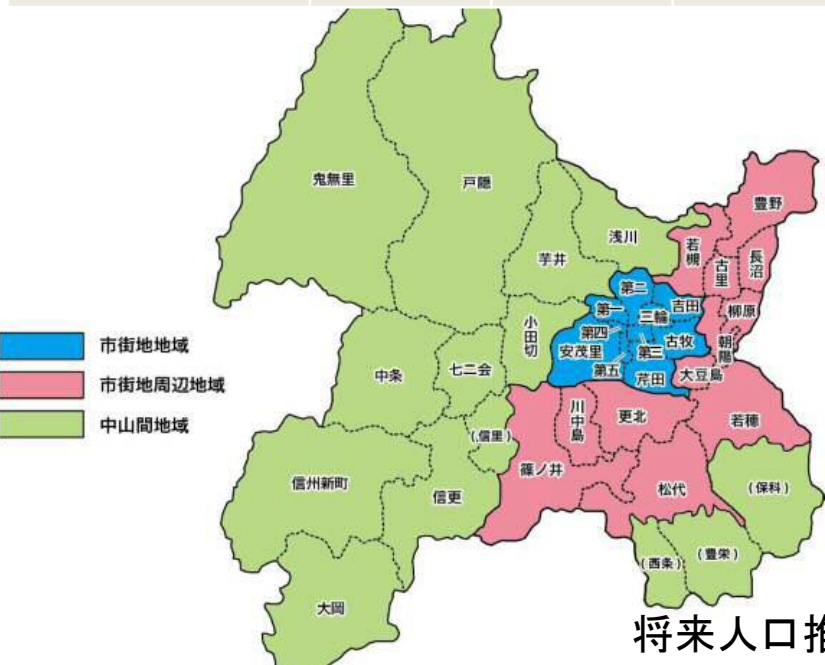 鬼無里
戸隠
豊野
浅川
若槻
古里
長沼
芋井
第二
吉田
柳原
第一
三輪
小田切
第四
古牧
朝陽
市街地地域
安茂里
第三
第五
芹田
大豆島
中条
七二会
市街地周辺地域
川中島
更北
若穂
中山間地域
(信里)
篠ノ井
信州新町
信更
松代
(保科)
(西条)
(豊栄)
大岡
将来人口推